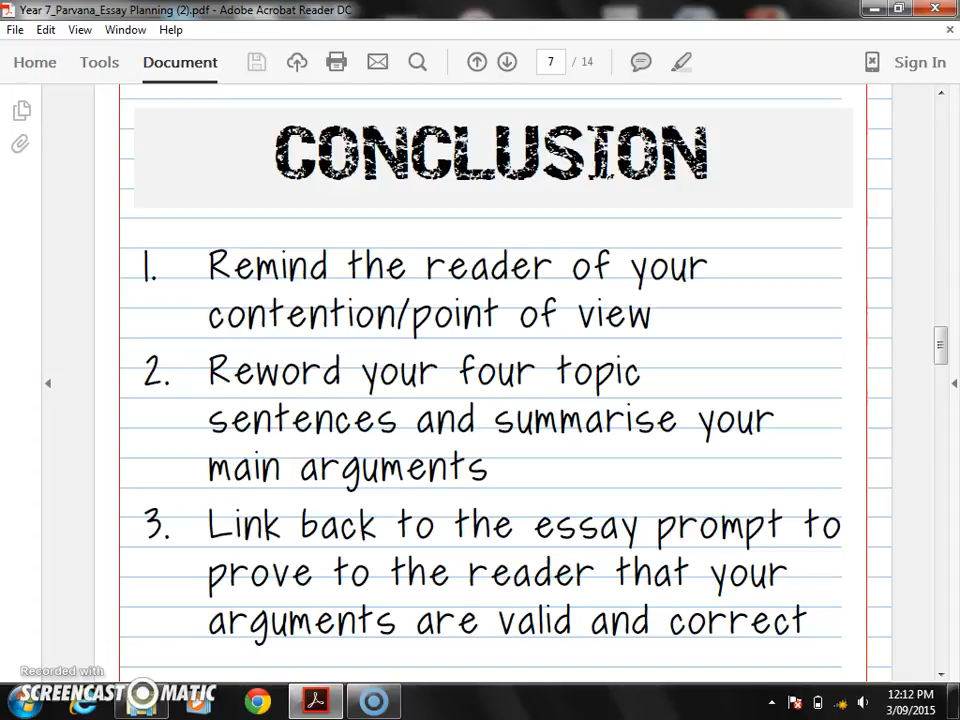 Year 7_Parvana_Essay Planning (2).pdf - Adobe Acrobat Reader DC
File Edit View Window Help
Home Tools Document 7 / 14 Sign In
CONCLUSION
1. Remind the reader of your
contention/point of view
2. Reword your four topic
sentences and summarise your
main arguments
3. Link back to the essay prompt to
prove to the reader that your
arguments are valid and correct
Recorded with
SCREENCAST MATIC
12:12 PM
3/09/2015